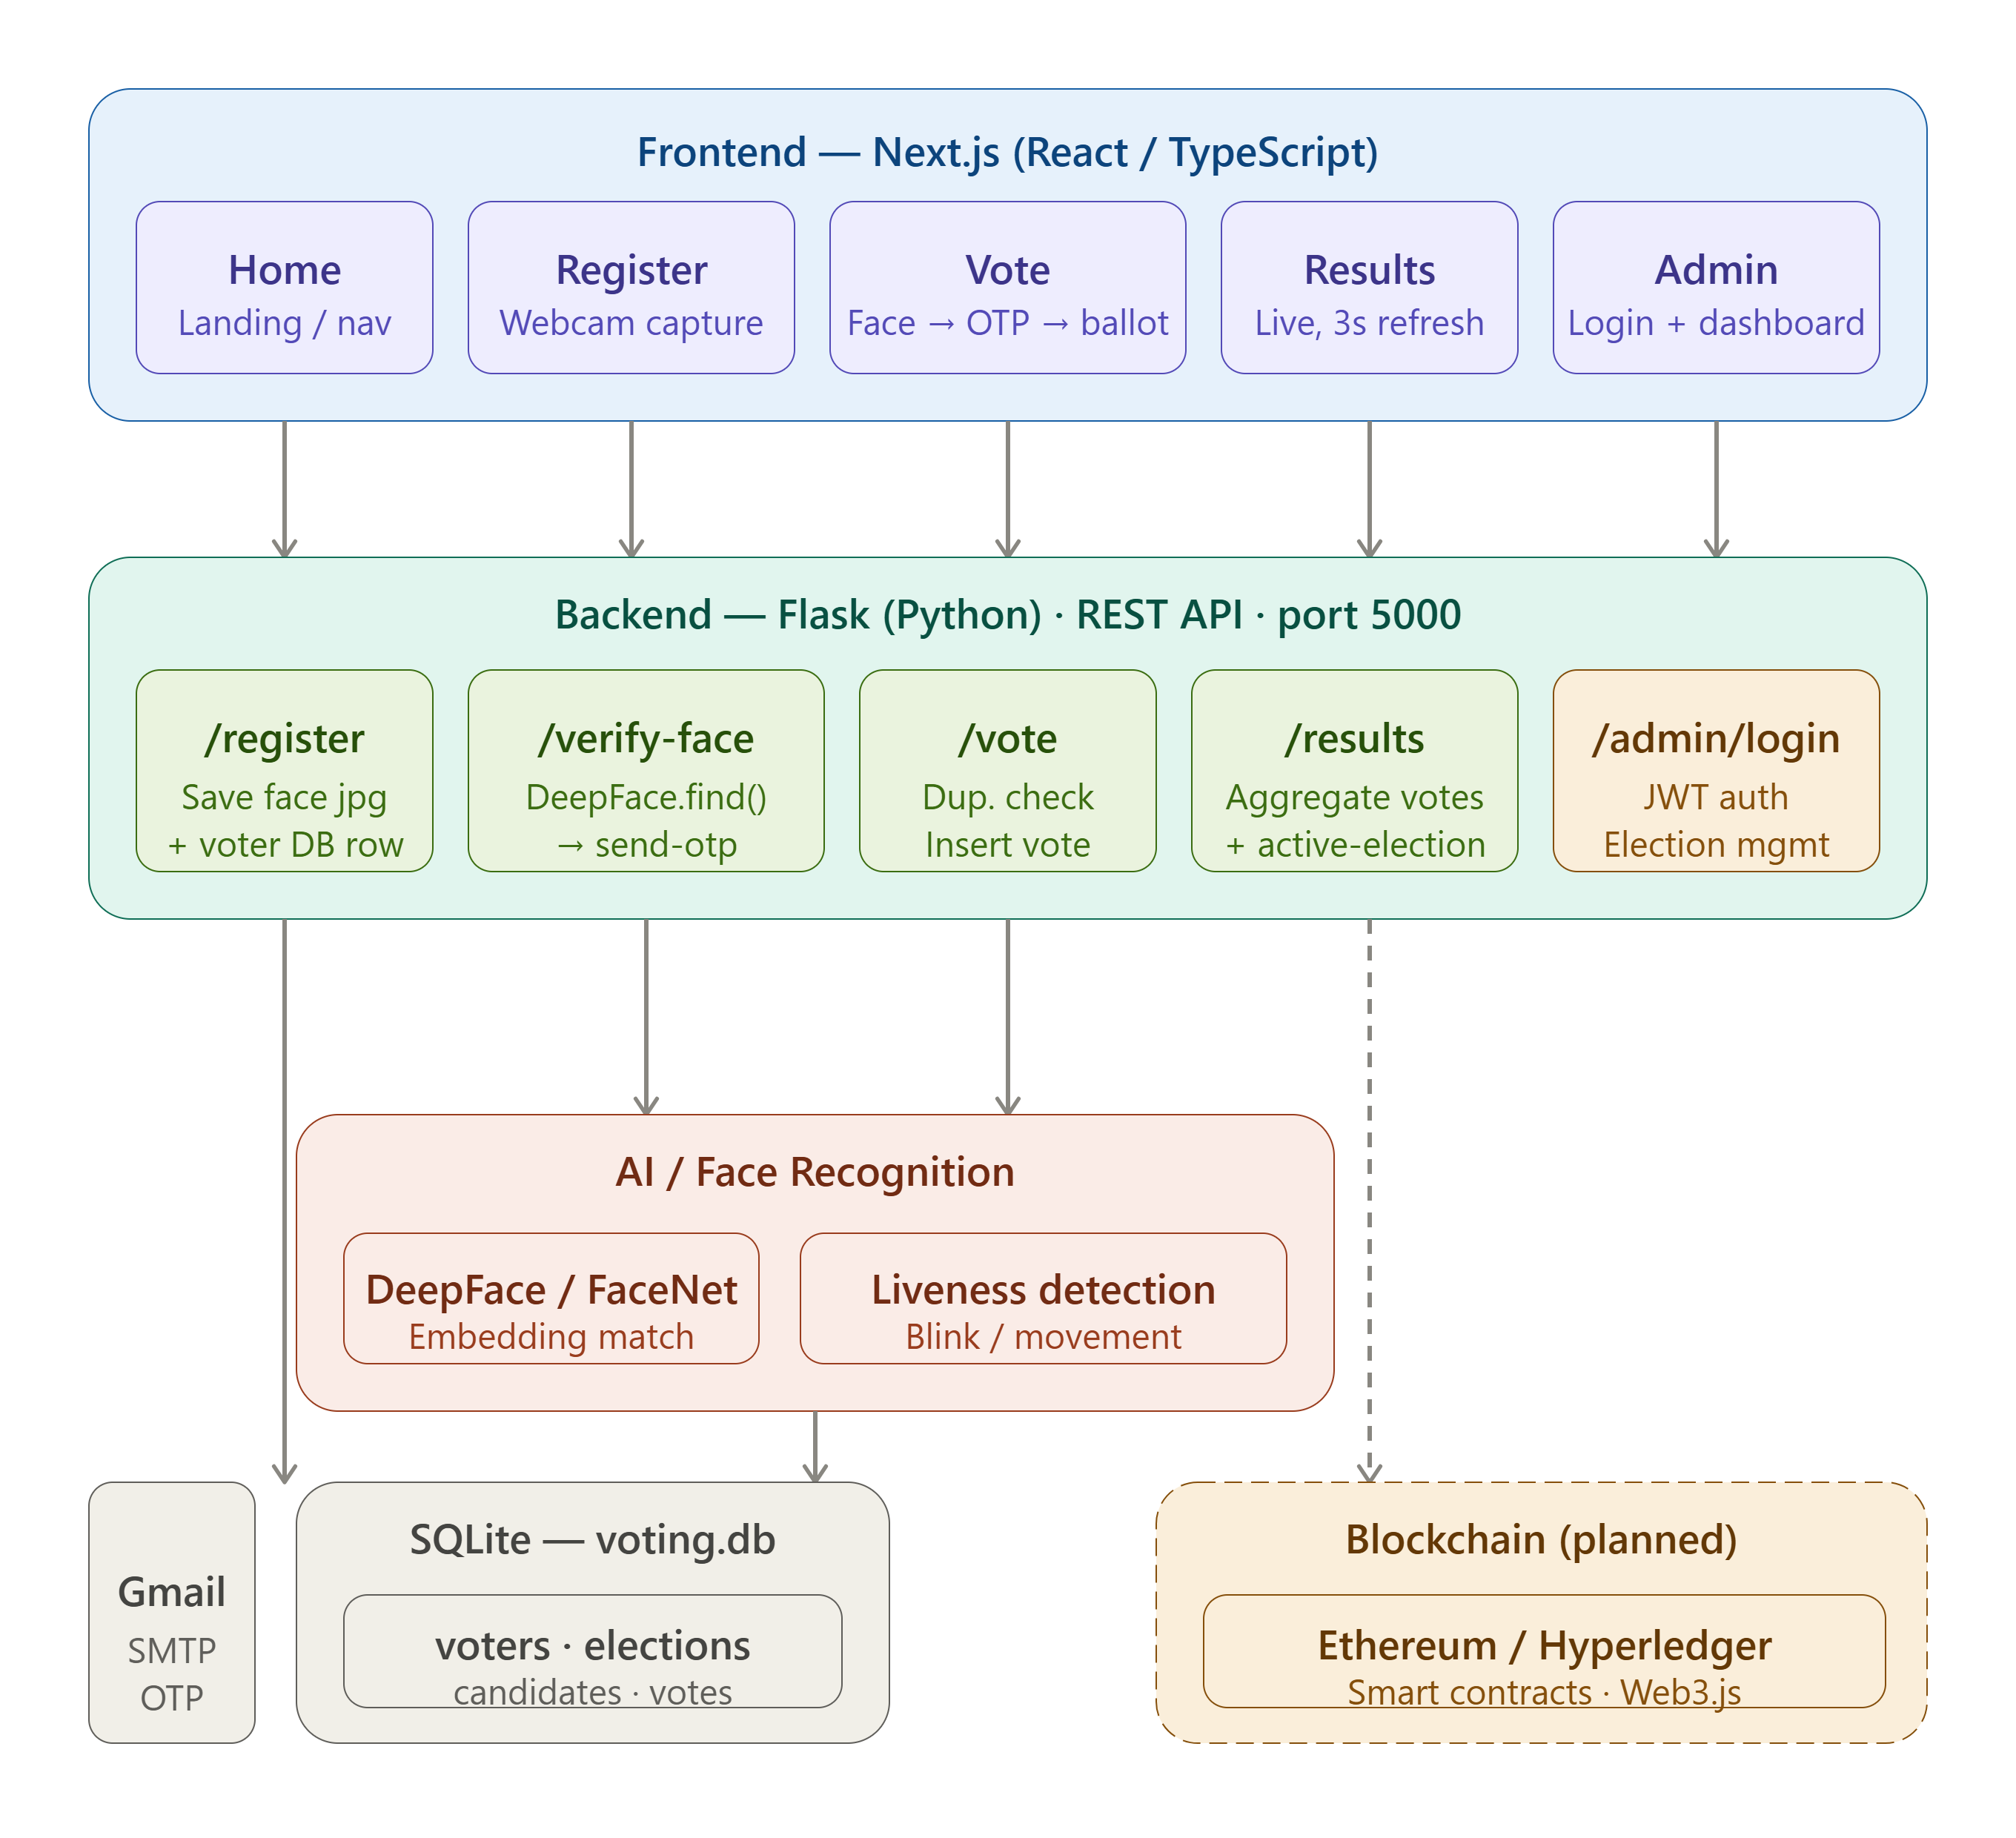 Frontend — Next.js (React / TypeScript)
Home
Landing / nav
Register
Webcam capture
Vote
Face → OTP → ballot
Results
Live, 3s refresh
Admin
Login + dashboard
Backend — Flask (Python) · REST API · port 5000
/register
Save face jpg
+ voter DB row
/verify-face
DeepFace.find()
→ send-otp
/vote
Dup. check
Insert vote
/results
Aggregate votes
+ active-election
/admin/login
JWT auth
Election mgmt
AI / Face Recognition
DeepFace / FaceNet
Embedding match
Liveness detection
Blink / movement
Gmail
SMTP
OTP
SQLite — voting.db
voters · elections
candidates · votes
Blockchain (planned)
Ethereum / Hyperledger
Smart contracts · Web3.js